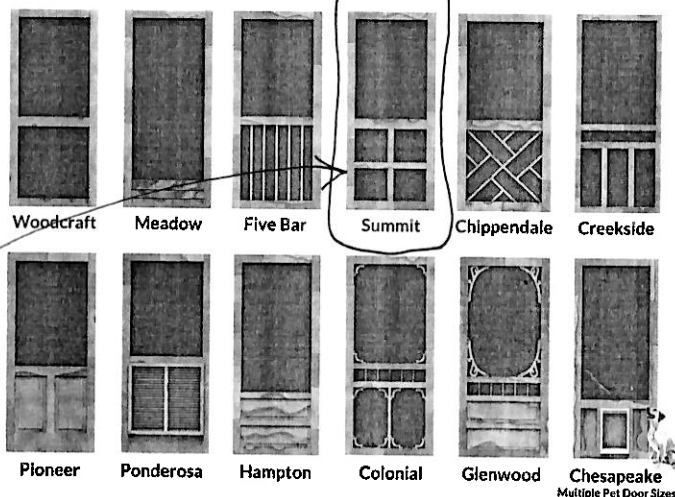 Woodcraft Meadow Five Bar Summit Chippendale Creekside
Pioneer Ponderosa Hampton Colonial Glenwood Chesapeake
Multiple Pet Door Sizes